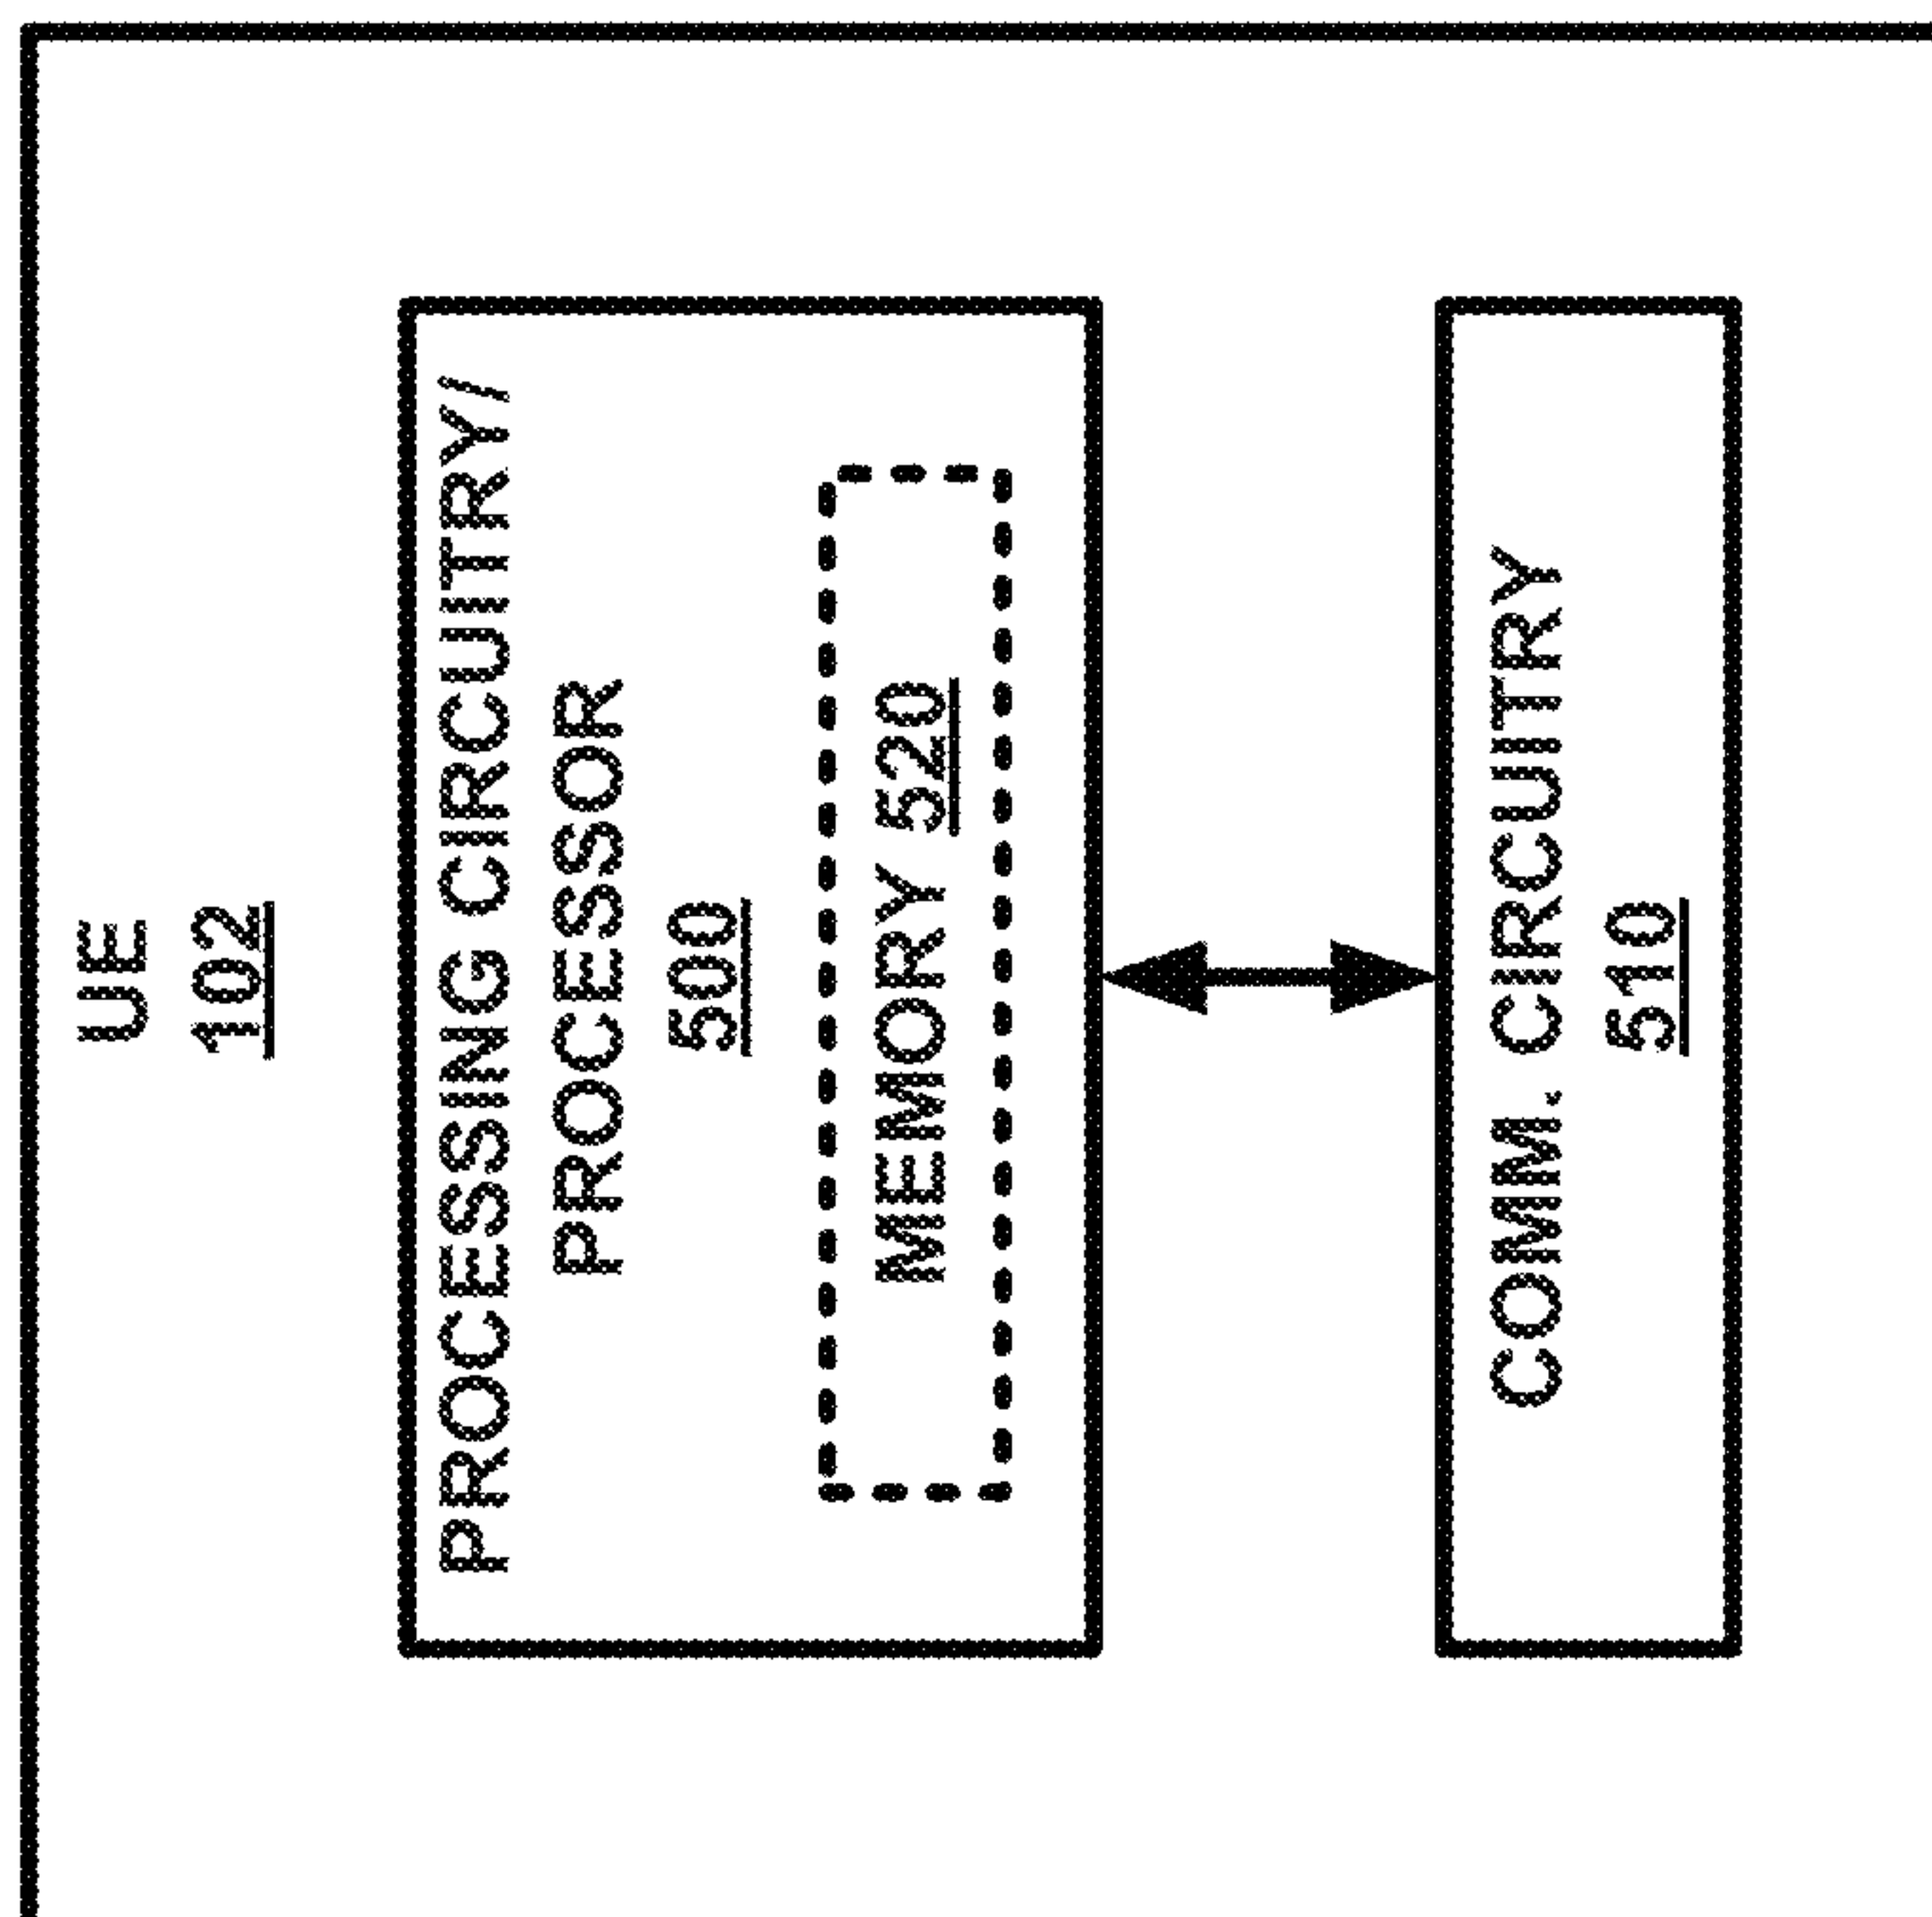 UE
102
PROCESSING CIRCUITRY/
PROCESSOR
500
MEMORY 520
COMM. CIRCUITRY
510